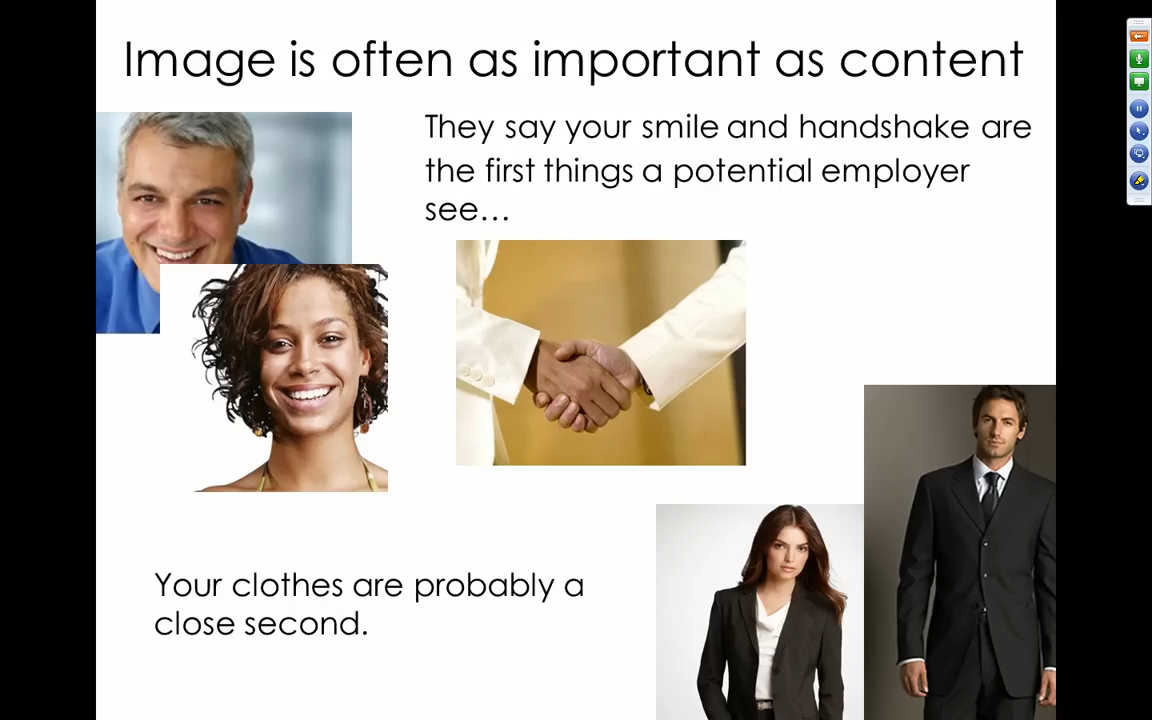 Image is often as important as content
They say your smile and handshake are
the first things a potential employer
see…
Your clothes are probably a
close second.